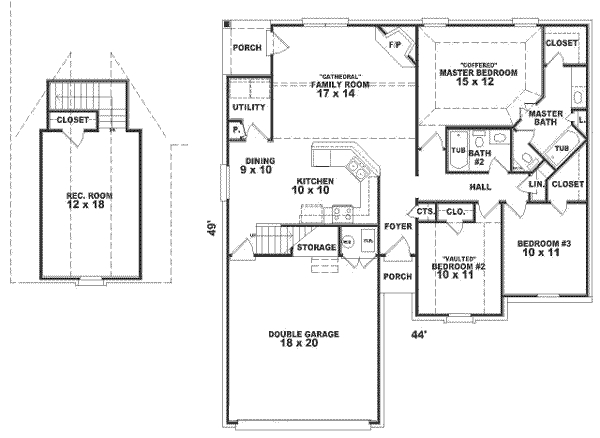 CLOSET
REC. ROOM
12 x 18
PORCH
"CATHEDRAL"
FAMILY ROOM
17 x 14
F/P
"COFFERED"
MASTER BEDROOM
15 x 12
CLOSET
UTILITY
P.
MASTER
BATH
L.
DINING
9 x 10
KITCHEN
10 x 10
TUB
BATH
#2
TUB
HALL
LIN.
CLOSET
49'
UP
STORAGE
FOYER
CTS.
CLO.
PORCH
"VAULTED"
BEDROOM #2
10 x 11
BEDROOM #3
10 x 11
DOUBLE GARAGE
18 x 20
44'